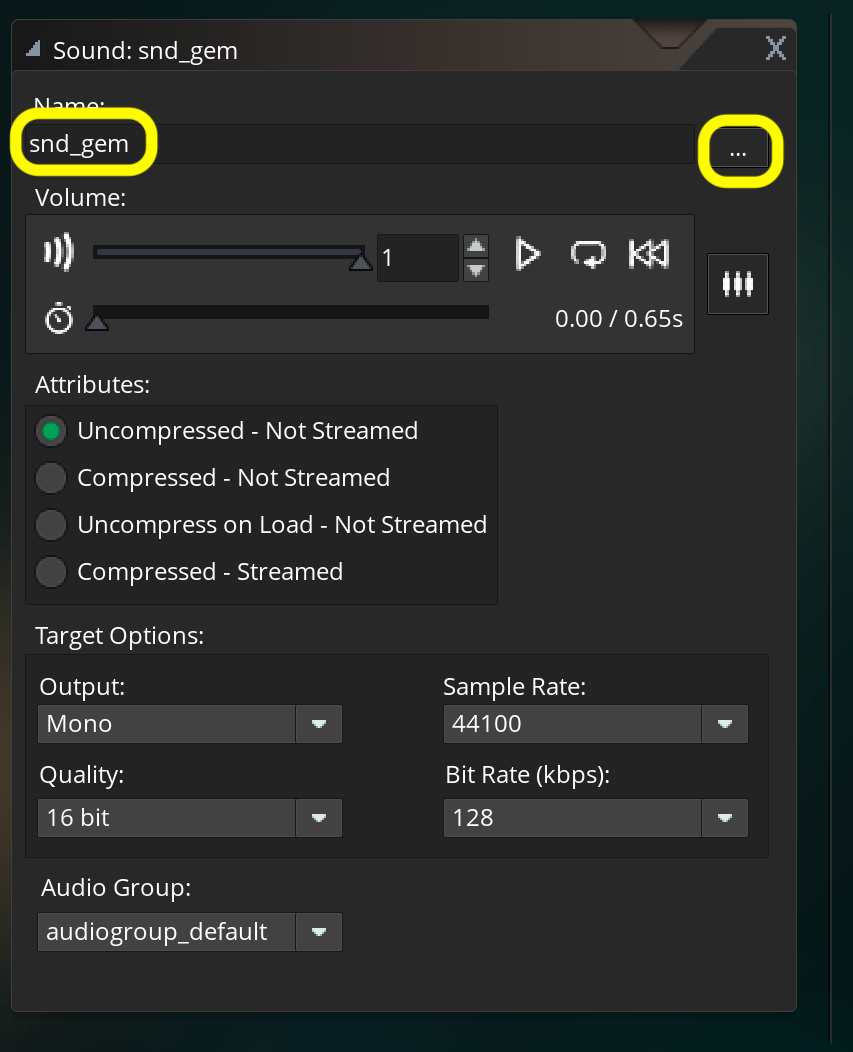 Sound: snd_gem
X
Name:
snd_gem
...
Volume:
1
0.00 / 0.65s
Attributes:
Uncompressed - Not Streamed
Compressed - Not Streamed
Uncompress on Load - Not Streamed
Compressed - Streamed
Target Options:
Output: Sample Rate:
Mono 44100
Quality: Bit Rate (kbps):
16 bit 128
Audio Group:
audiogroup_default